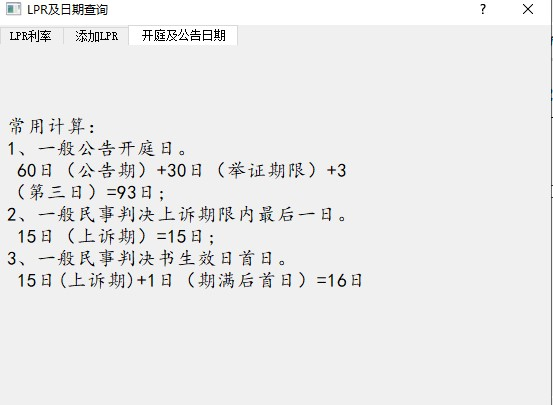 LPR及日期查询
LPR利率 添加LPR 开庭及公告日期
常用计算：
1、一般公告开庭日。
60日（公告期）+30日（举证期限）+3
（第三日）=93日；
2、一般民事判决上诉期限内最后一日。
15日（上诉期）=15日；
3、一般民事判决书生效日首日。
15日(上诉期)+1日（期满后首日）=16日